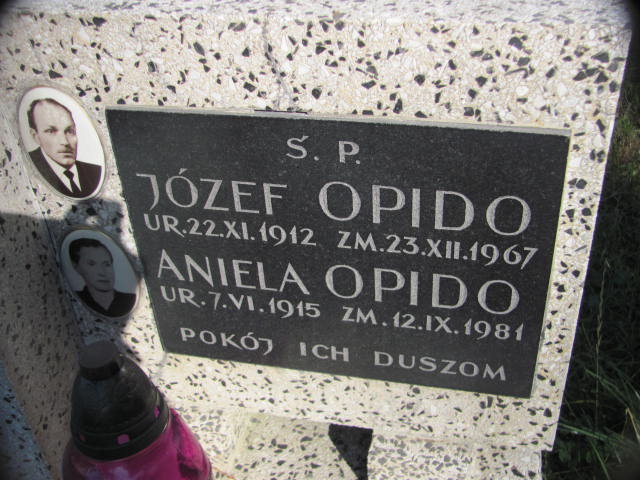 Ś. P.
JÓZEF OPIDO
UR.22.XI.1912 ZM.23.XII.1967
ANIELA OPIDO
UR.7.VI.1915 ZM.12.IX.1981
POKÓJ ICH DUSZOM